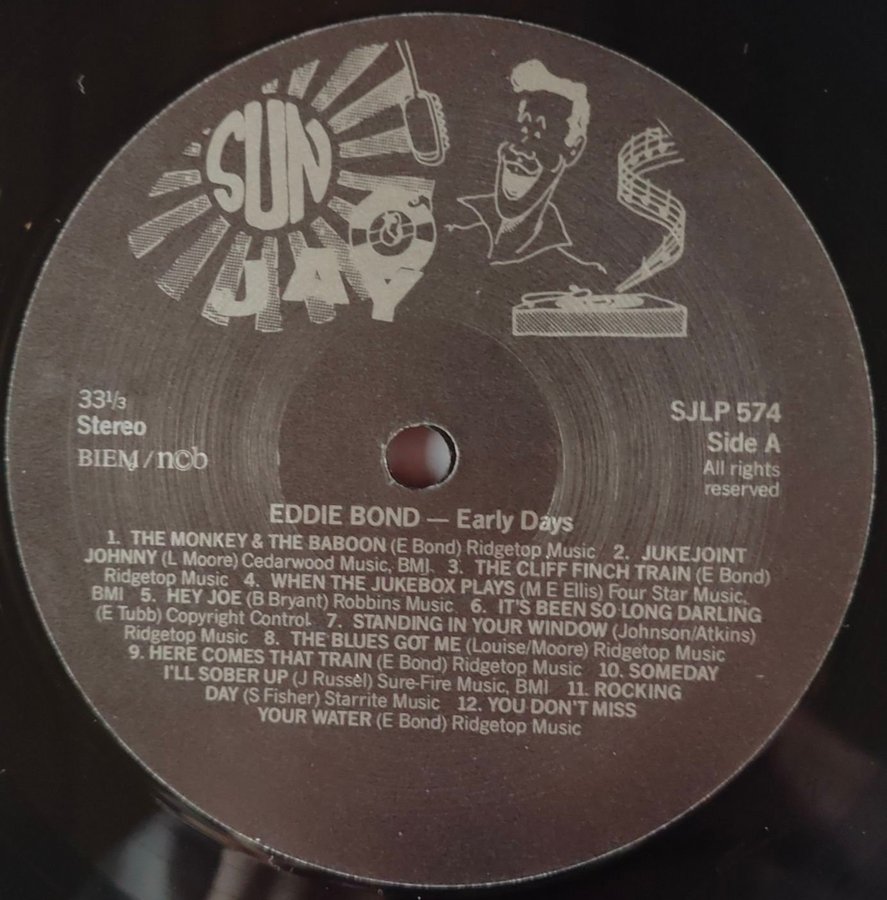 SUN
JAY
33⅓
Stereo
BIEM/n©b
SJLP 574
Side A
All rights
reserved
EDDIE BOND — Early Days
1. THE MONKEY & THE BABOON (E Bond) Ridgetop Music 2. JUKEJOINT
JOHNNY (L Moore) Cedarwood Music, BMI 3. THE CLIFF FINCH TRAIN (E Bond)
Ridgetop Music 4. WHEN THE JUKEBOX PLAYS (M E Ellis) Four Star Music,
BMI 5. HEY JOE (B Bryant) Robbins Music 6. IT'S BEEN SO LONG DARLING
(E Tubb) Copyright Control 7. STANDING IN YOUR WINDOW (Johnson/Atkins)
Ridgetop Music 8. THE BLUES GOT ME (Louise/Moore) Ridgetop Music
9. HERE COMES THAT TRAIN (E Bond) Ridgetop Music 10. SOMEDAY
I'LL SOBER UP (J Russel) Sure-Fire Music, BMI 11. ROCKING
DAY (S Fisher) Starrite Music 12. YOU DON'T MISS
YOUR WATER (E Bond) Ridgetop Music